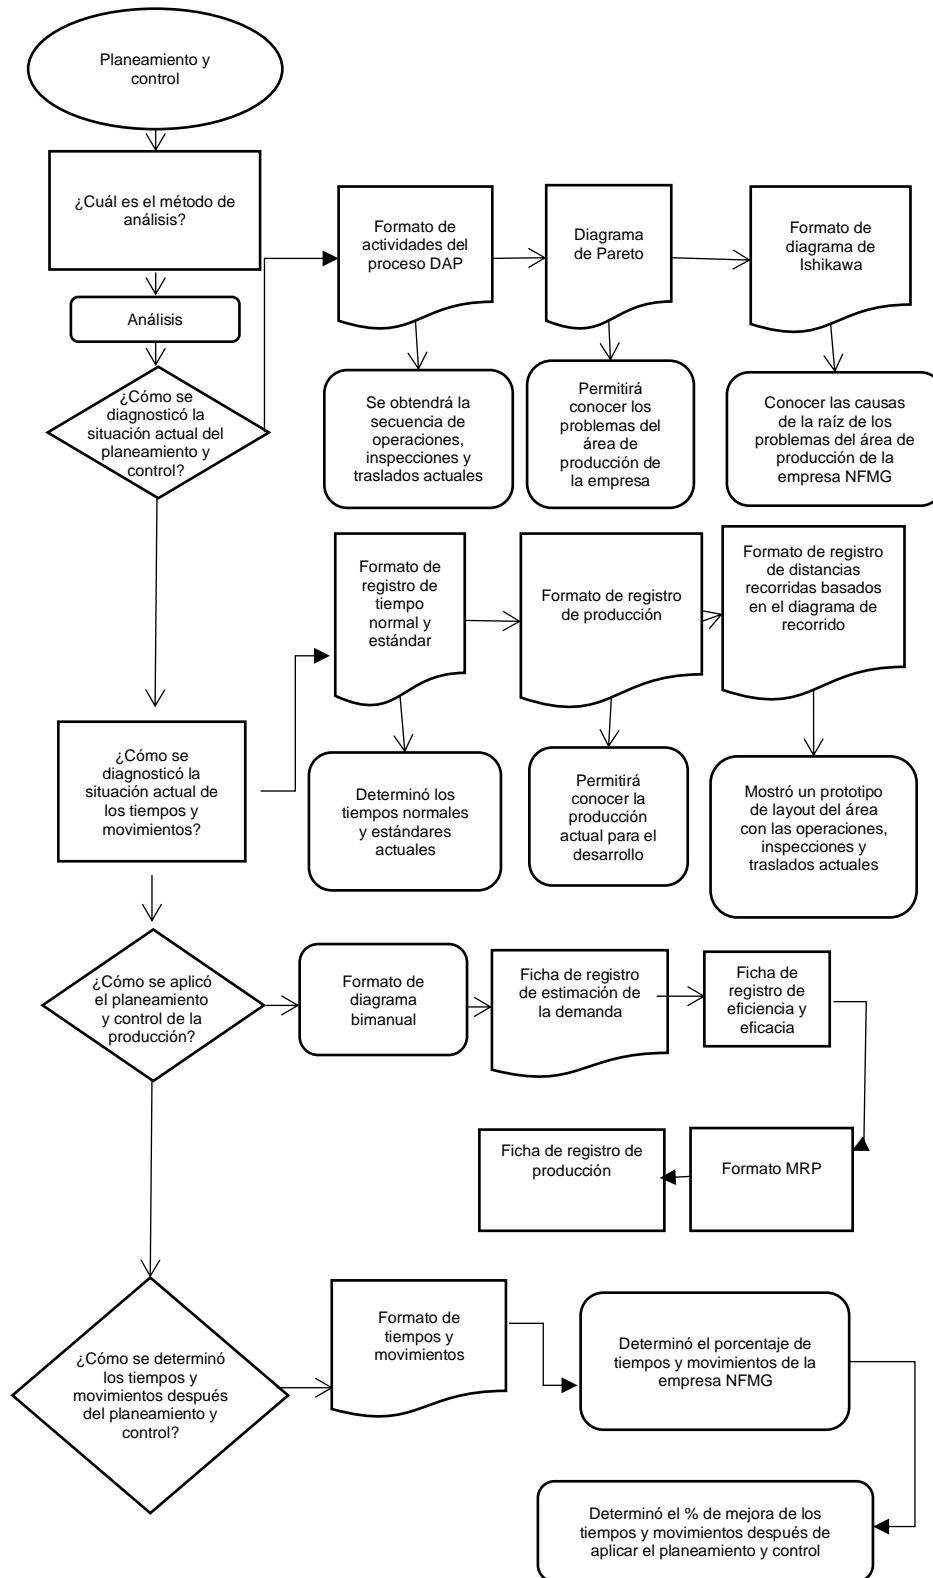 Planeamiento y
control
¿Cuál es el método de
análisis?
Análisis
¿Cómo se
diagnosticó la
situación actual del
planeamiento y
control?
Formato de
actividades del
proceso DAP
Diagrama
de Pareto
Formato de
diagrama de
Ishikawa
Se obtendrá la
secuencia de
operaciones,
inspecciones y
traslados actuales
Permitirá
conocer los
problemas del
área de
producción de
la empresa
Conocer las causas
de la raíz de los
problemas del área de
producción de la
empresa NFMG
¿Cómo se
diagnosticó la
situación actual de
los tiempos y
movimientos?
Formato de
registro de
tiempo
normal y
estándar
Formato de registro
de producción
Formato de registro
de distancias
recorridas basados
en el diagrama de
recorrido
Determinó los
tiempos normales
y estándares
actuales
Permitirá
conocer la
producción
actual para el
desarrollo
Mostró un prototipo
de layout del área
con las operaciones,
inspecciones y
traslados actuales
¿Cómo se aplicó
el planeamiento
y control de la
producción?
Formato de
diagrama
bimanual
Ficha de registro
de estimación de
la demanda
Ficha de
registro de
eficiencia y
eficacia
Ficha de registro de
producción
Formato MRP
¿Cómo se determinó
los tiempos y
movimientos después
del planeamiento y
control?
Formato de
tiempos y
movimientos
Determinó el porcentaje de
tiempos y movimientos de la
empresa NFMG
Determinó el % de mejora de los
tiempos y movimientos después de
aplicar el planeamiento y control